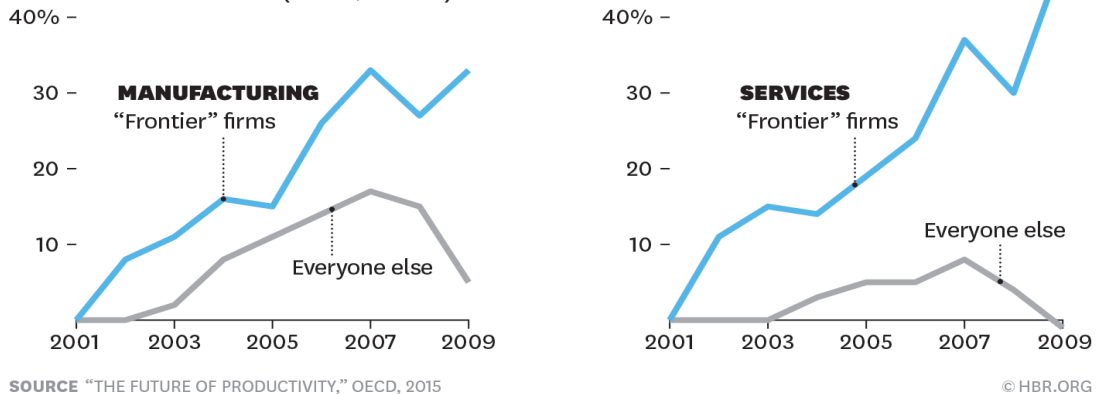 40%
30
20
10
MANUFACTURING
“Frontier” firms
Everyone else
2001 2003 2005 2007 2009
40%
30
20
10
SERVICES
“Frontier” firms
Everyone else
2001 2003 2005 2007 2009
SOURCE “THE FUTURE OF PRODUCTIVITY,” OECD, 2015
© HBR.ORG